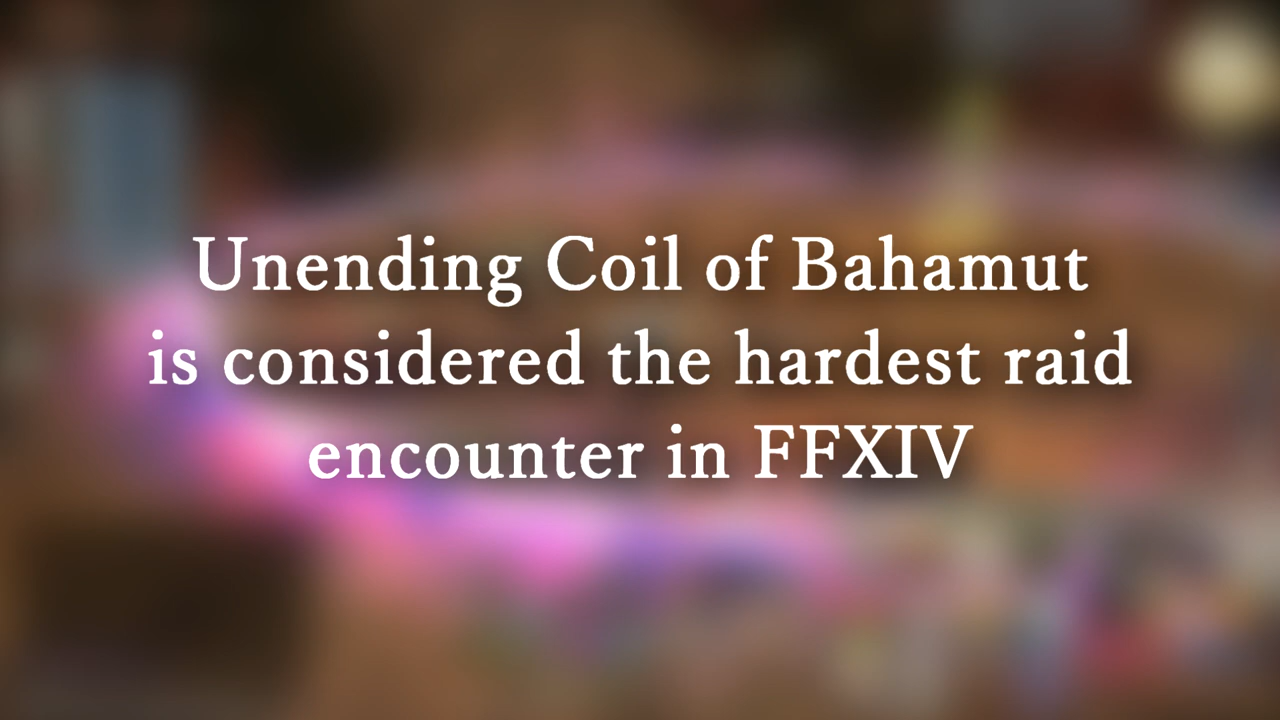 Unending Coil of Bahamut
is considered the hardest raid
encounter in FFXIV